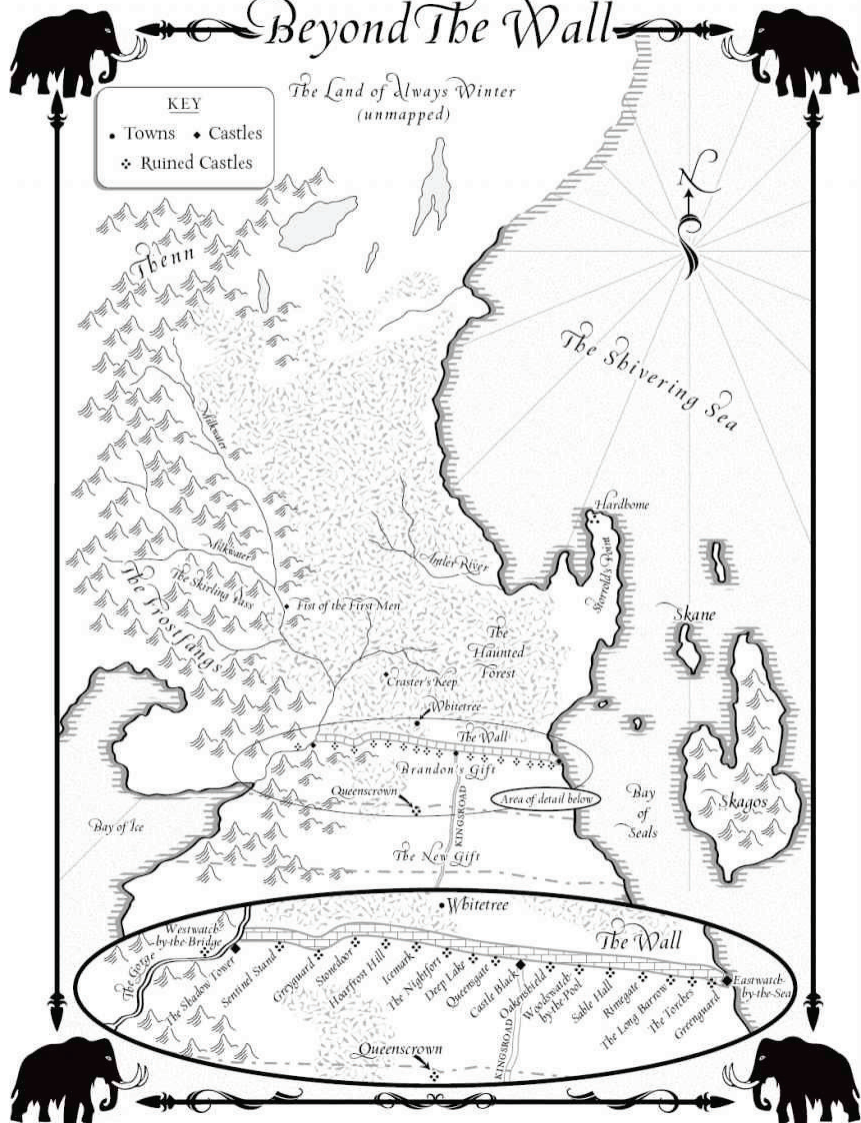 Beyond The Wall
The Land of Always Winter
(unmapped)
KEY
Towns
Castles
Ruined Castles
N
Thenn
The Shivering Sea
Milkwater
Hardhome
Antler River
Storrold's Point
Milkwater
The Skirling Pass
The Frostfangs
Fist of the First Men
Skane
The
Haunted
Forest
Craster's Keep
Whitetree
The Wall
Brandon's Gift
Queenscrown
Area of detail below
KINGSROAD
Bay
of
Seals
Skagos
Bay of Ice
The New Gift
Whitetree
The Wall
Westwatch-
by-the-Bridge
The Gorge
The Shadow Tower
Sentinel Stand
Greyguard
Stonedoor
Hoarfrost Hill
Icemark
The Nightfort
Deep Lake
Queensgate
Castle Black
Oakenshield
Woodswatch-
by-the-Pool
Sable Hall
Rimegate
The Long Barrow
The Torches
Greenguard
Eastwatch-
by-the-Sea
Queenscrown
KINGSROAD